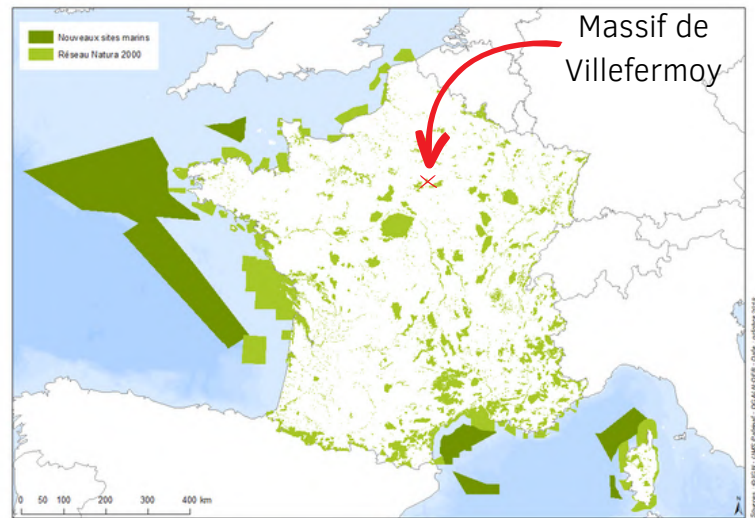 Nouveaux sites marins
Réseau Natura 2000
Massif de
Villefermoy
0 50 100 200 300 400 km
N